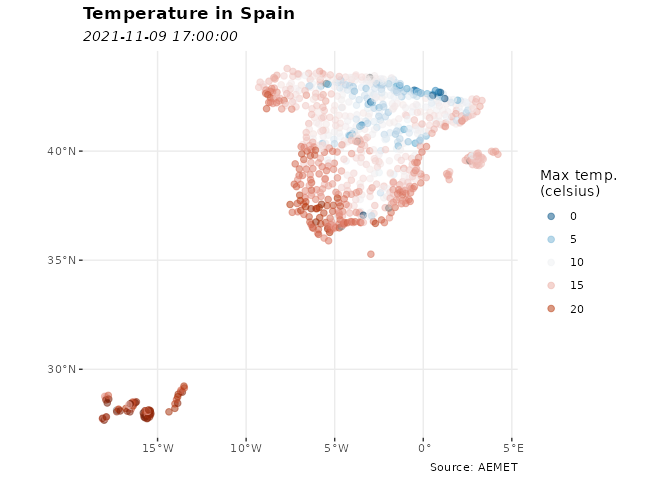 Temperature in Spain
2021-11-09 17:00:00
40°N
35°N
30°N
15°W
10°W
5°W
0°
5°E
Max temp.
(celsius)
0
5
10
15
20
Source: AEMET